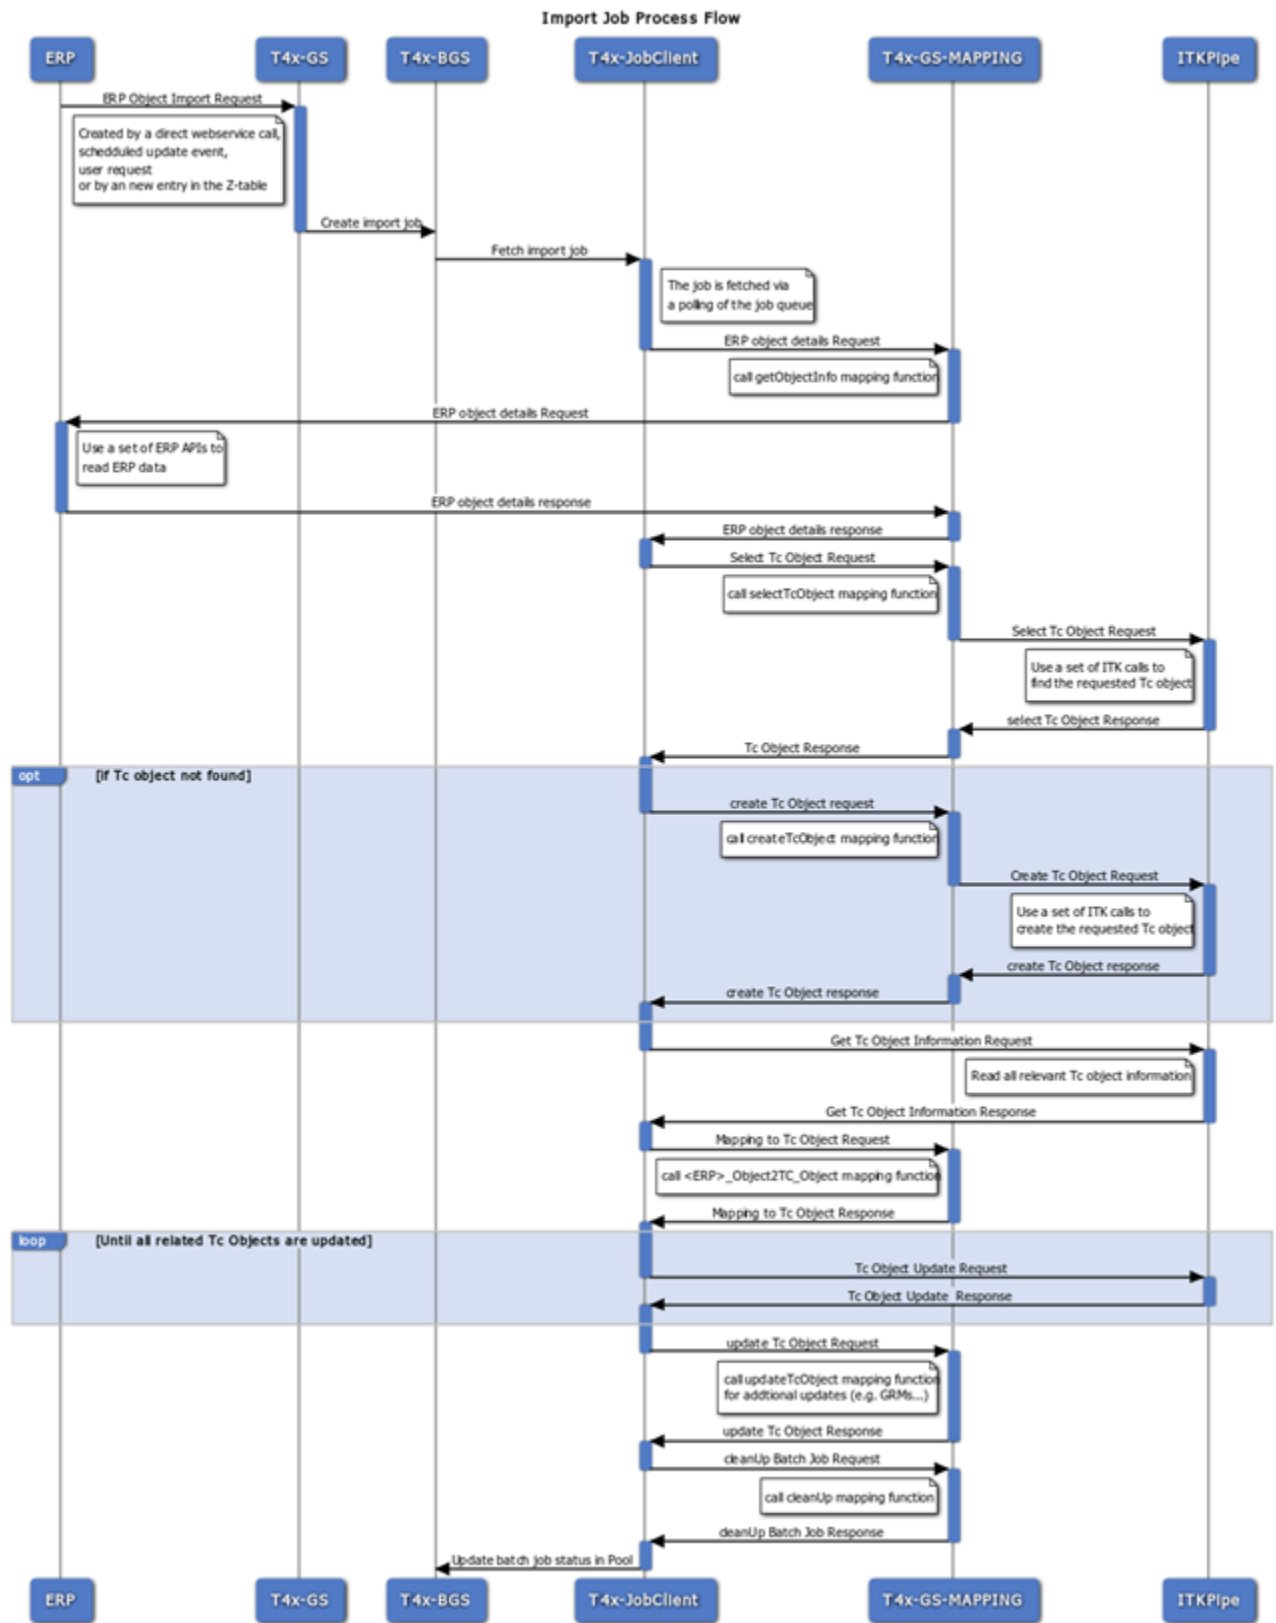 Import Job Process Flow
ERP
T4x-GS
T4x-BGS
T4x-JobClient
T4x-GS-MAPPING
ITKPipe
ERP Object Import Request
Created by a direct webservice call,
schedduled update event,
user request
or by an new entry in the Z-table
Create import job
Fetch import job
The job is fetched via
a polling of the job queue
ERP object details Request
call getObjectInfo mapping function
ERP object details Request
Use a set of ERP APIs to
read ERP data
ERP object details response
ERP object details response
Select Tc Object Request
call selectTcObject mapping function
Select Tc Object Request
Use a set of ITK calls to
find the requested Tc object
select Tc Object Response
Tc Object Response
opt
[if Tc object not found]
create Tc Object request
call createTcObject mapping function
Create Tc Object Request
Use a set of ITK calls to
create the requested Tc object
create Tc Object response
create Tc Object response
Get Tc Object Information Request
Read all relevant Tc object information
Get Tc Object Information Response
Mapping to Tc Object Request
call <ERP>_Object2TC_Object mapping function
Mapping to Tc Object Response
loop
[Until all related Tc Objects are updated]
Tc Object Update Request
Tc Object Update Response
update Tc Object Request
call updateTcObject mapping function
for addtional updates (e.g. GRMs...)
update Tc Object Response
cleanUp Batch Job Request
call cleanUp mapping function
cleanUp Batch Job Response
Update batch job status in Pool
ERP
T4x-GS
T4x-BGS
T4x-JobClient
T4x-GS-MAPPING
ITKPipe